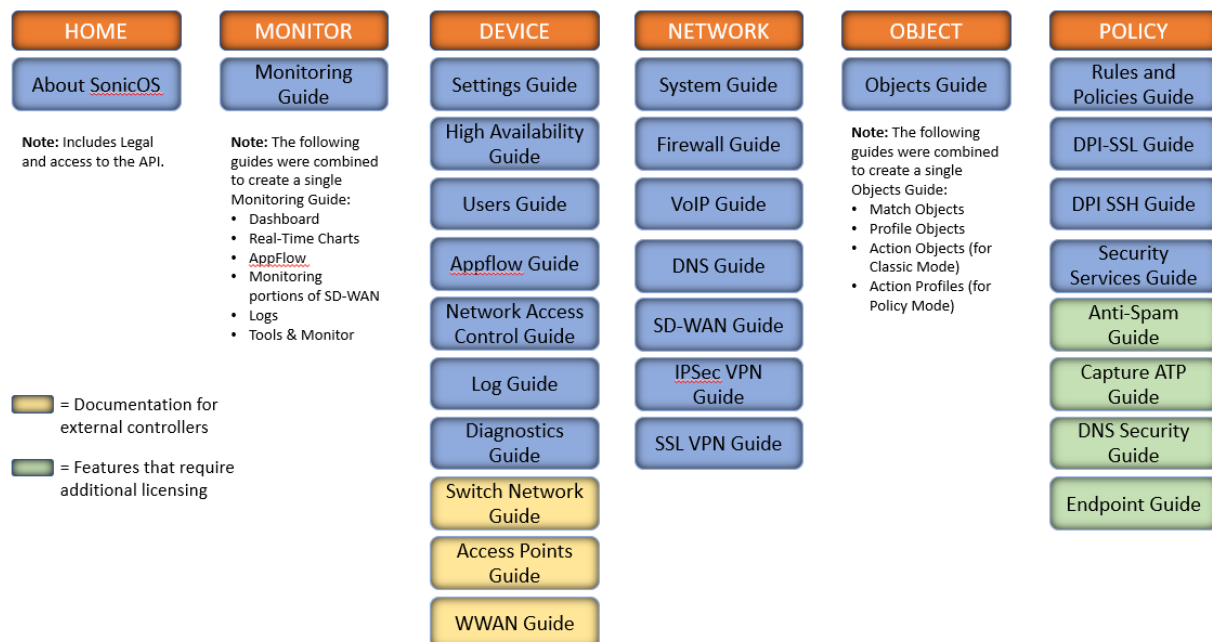 HOME
About SonicOS
Note: Includes Legal
and access to the API.
= Documentation for
external controllers
= Features that require
additional licensing
MONITOR
Monitoring
Guide
Note: The following
guides were combined
to create a single
Monitoring Guide:
• Dashboard
• Real-Time Charts
• AppFlow
• Monitoring
portions of SD-WAN
• Logs
• Tools & Monitor
DEVICE
Settings Guide
High Availability
Guide
Users Guide
Appflow Guide
Network Access
Control Guide
Log Guide
Diagnostics
Guide
Switch Network
Guide
Access Points
Guide
WWAN Guide
NETWORK
System Guide
Firewall Guide
VoIP Guide
DNS Guide
SD-WAN Guide
IPSec VPN
Guide
SSL VPN Guide
OBJECT
Objects Guide
Note: The following
guides were combined
to create a single
Objects Guide:
• Match Objects
• Profile Objects
• Action Objects (for
Classic Mode)
• Action Profiles (for
Policy Mode)
POLICY
Rules and
Policies Guide
DPI-SSL Guide
DPI SSH Guide
Security
Services Guide
Anti-Spam
Guide
Capture ATP
Guide
DNS Security
Guide
Endpoint Guide